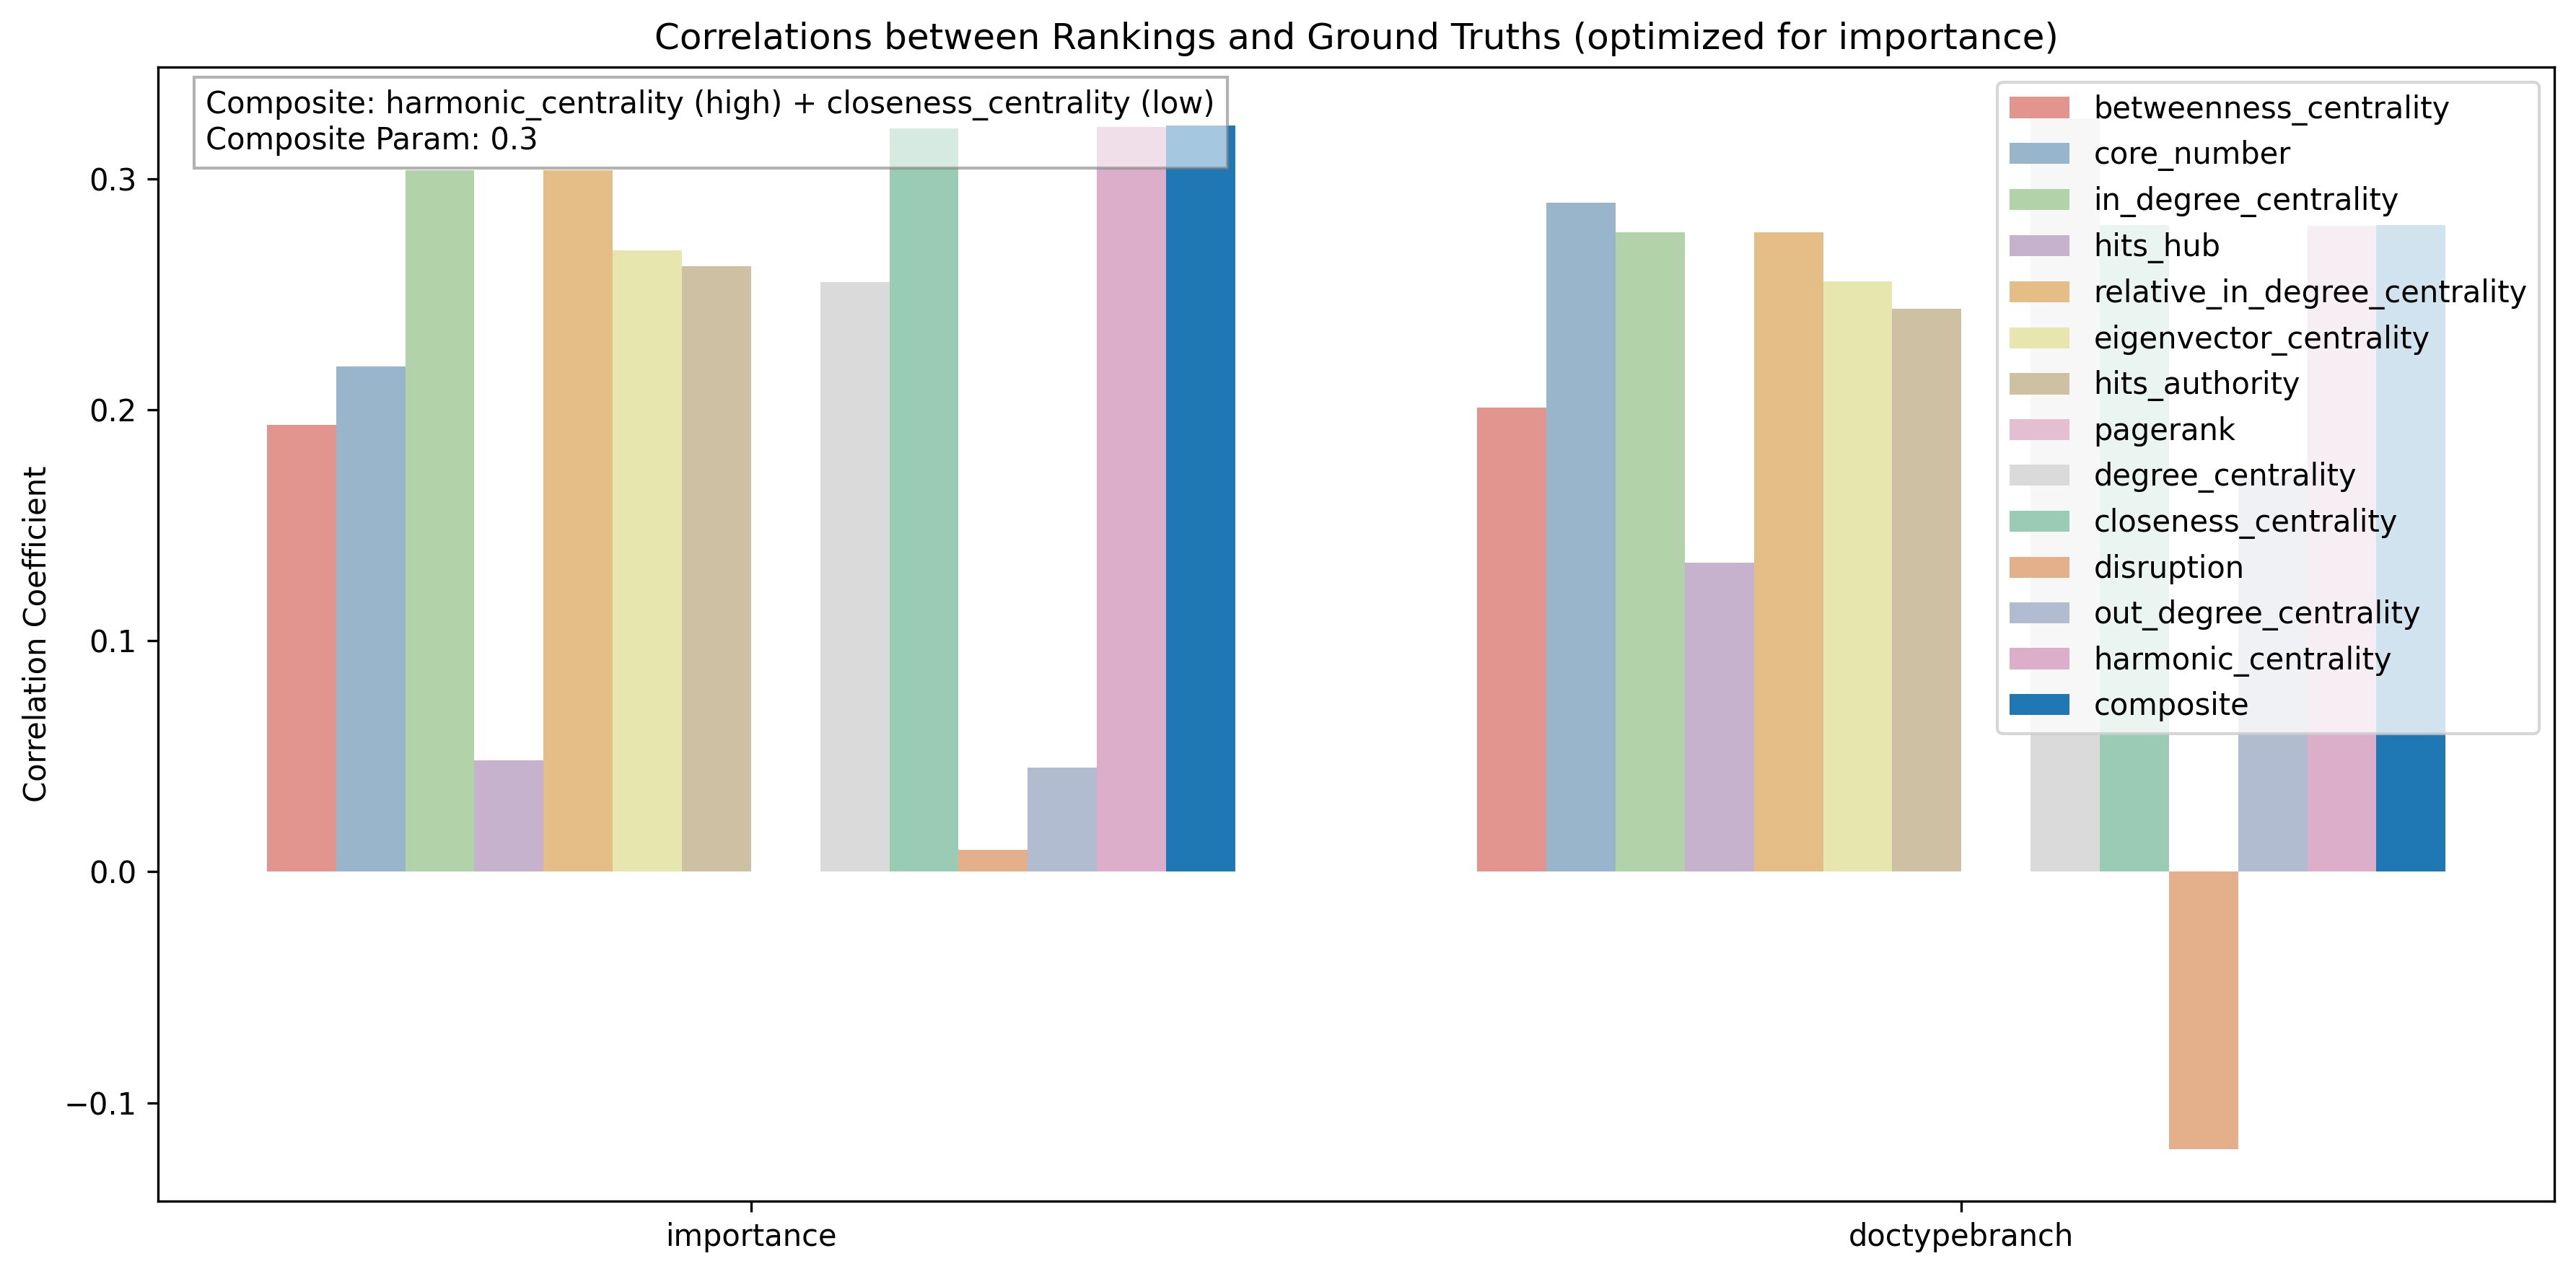 Correlations between Rankings and Ground Truths (optimized for importance)
Composite: harmonic_centrality (high) + closeness_centrality (low)
Composite Param: 0.3
betweenness_centrality
core_number
in_degree_centrality
hits_hub
relative_in_degree_centrality
eigenvector_centrality
hits_authority
pagerank
degree_centrality
closeness_centrality
disruption
out_degree_centrality
harmonic_centrality
composite
Correlation Coefficient
0.3
0.2
0.1
0.0
−0.1
importance
doctypebranch